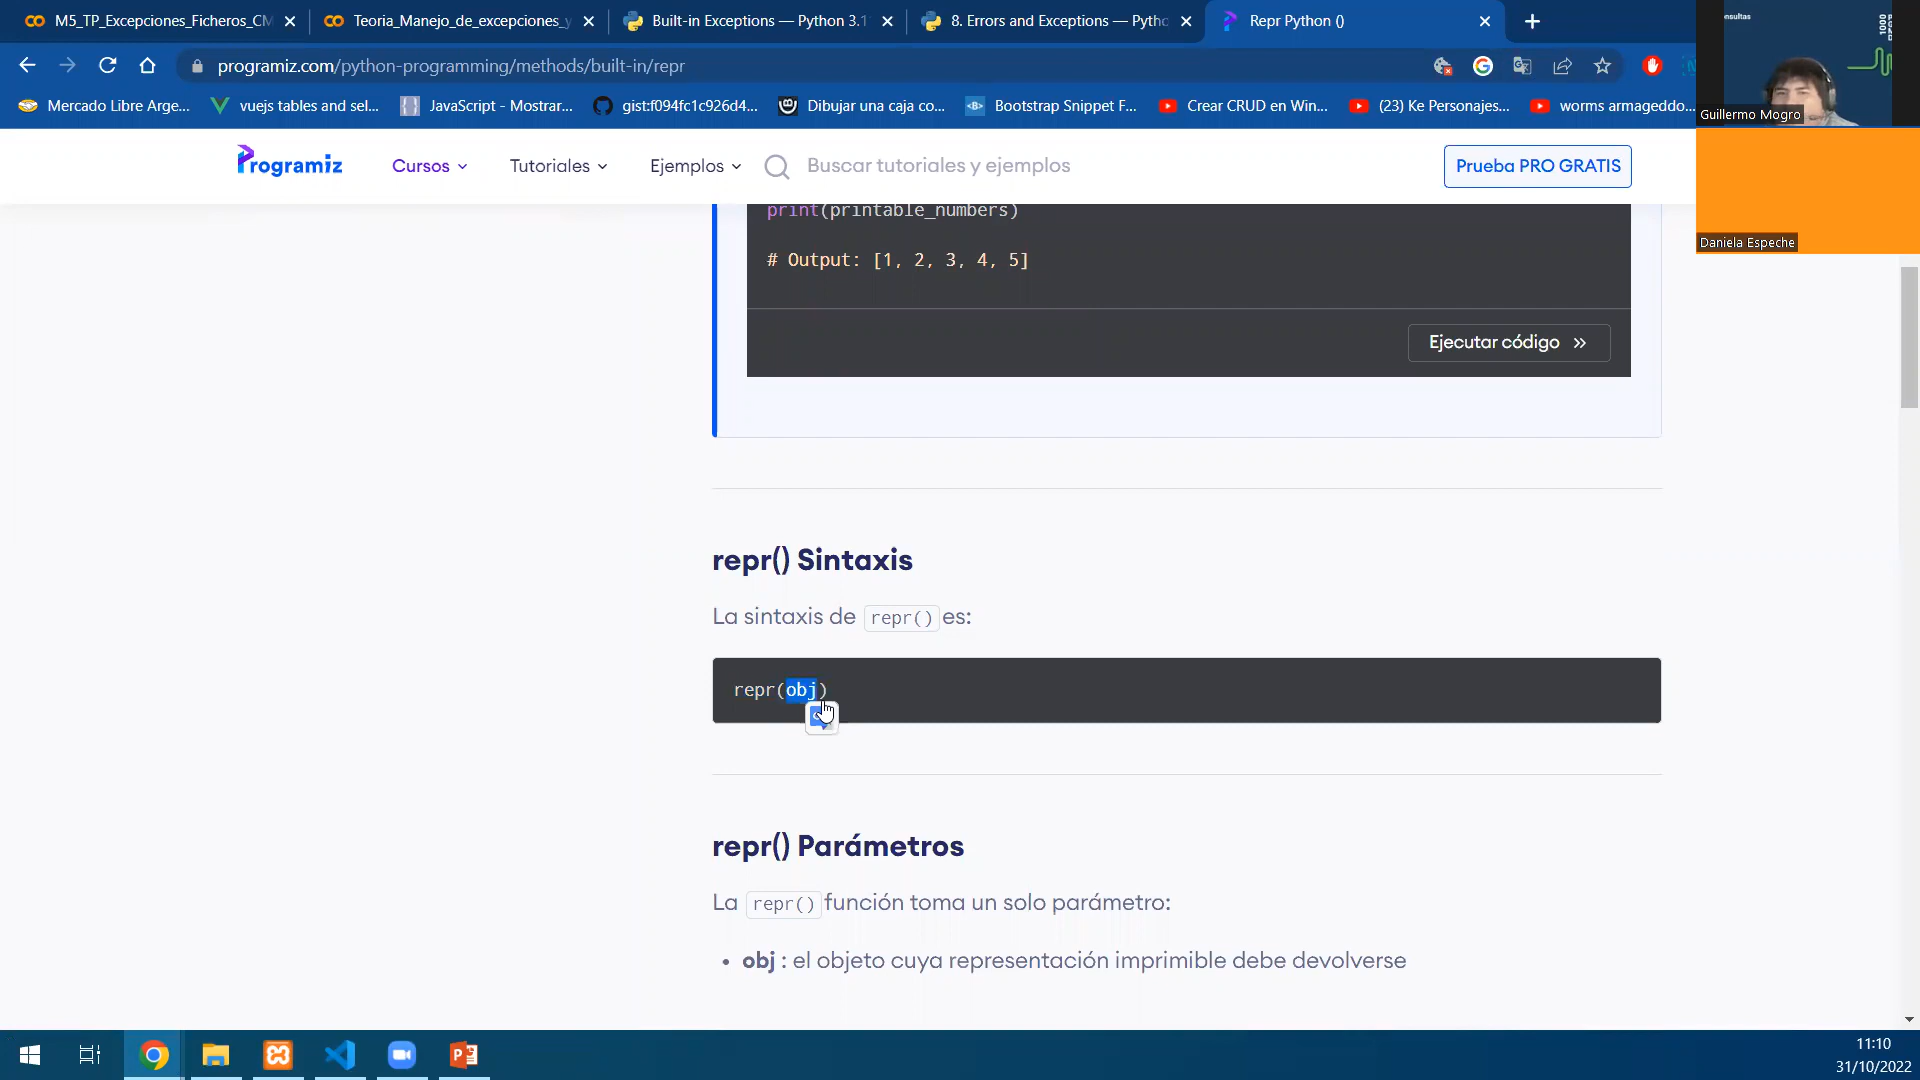 M5_TP_Excepciones_Ficheros_CM
Teoria_Manejo_de_excepciones_y
Built-in Exceptions — Python 3.1
8. Errors and Exceptions — Pytho
Repr Python ()
programiz.com/python-programming/methods/built-in/repr
Mercado Libre Arge...
vuejs tables and sel...
JavaScript - Mostrar...
gist:f094fc1c926d4...
Dibujar una caja co...
Bootstrap Snippet F...
Crear CRUD en Win...
(23) Ke Personajes...
worms armageddo...
nsultas
1000
Guillermo Mogro
Daniela Espeche
Programiz
Cursos
Tutoriales
Ejemplos
Buscar tutoriales y ejemplos
Prueba PRO GRATIS
print(printable_numbers)
# Output: [1, 2, 3, 4, 5]
Ejecutar código »
repr() Sintaxis
La sintaxis de repr() es:
repr(obj)
repr() Parámetros
La repr() función toma un solo parámetro:
• obj : el objeto cuya representación imprimible debe devolverse
11:10
31/10/2022